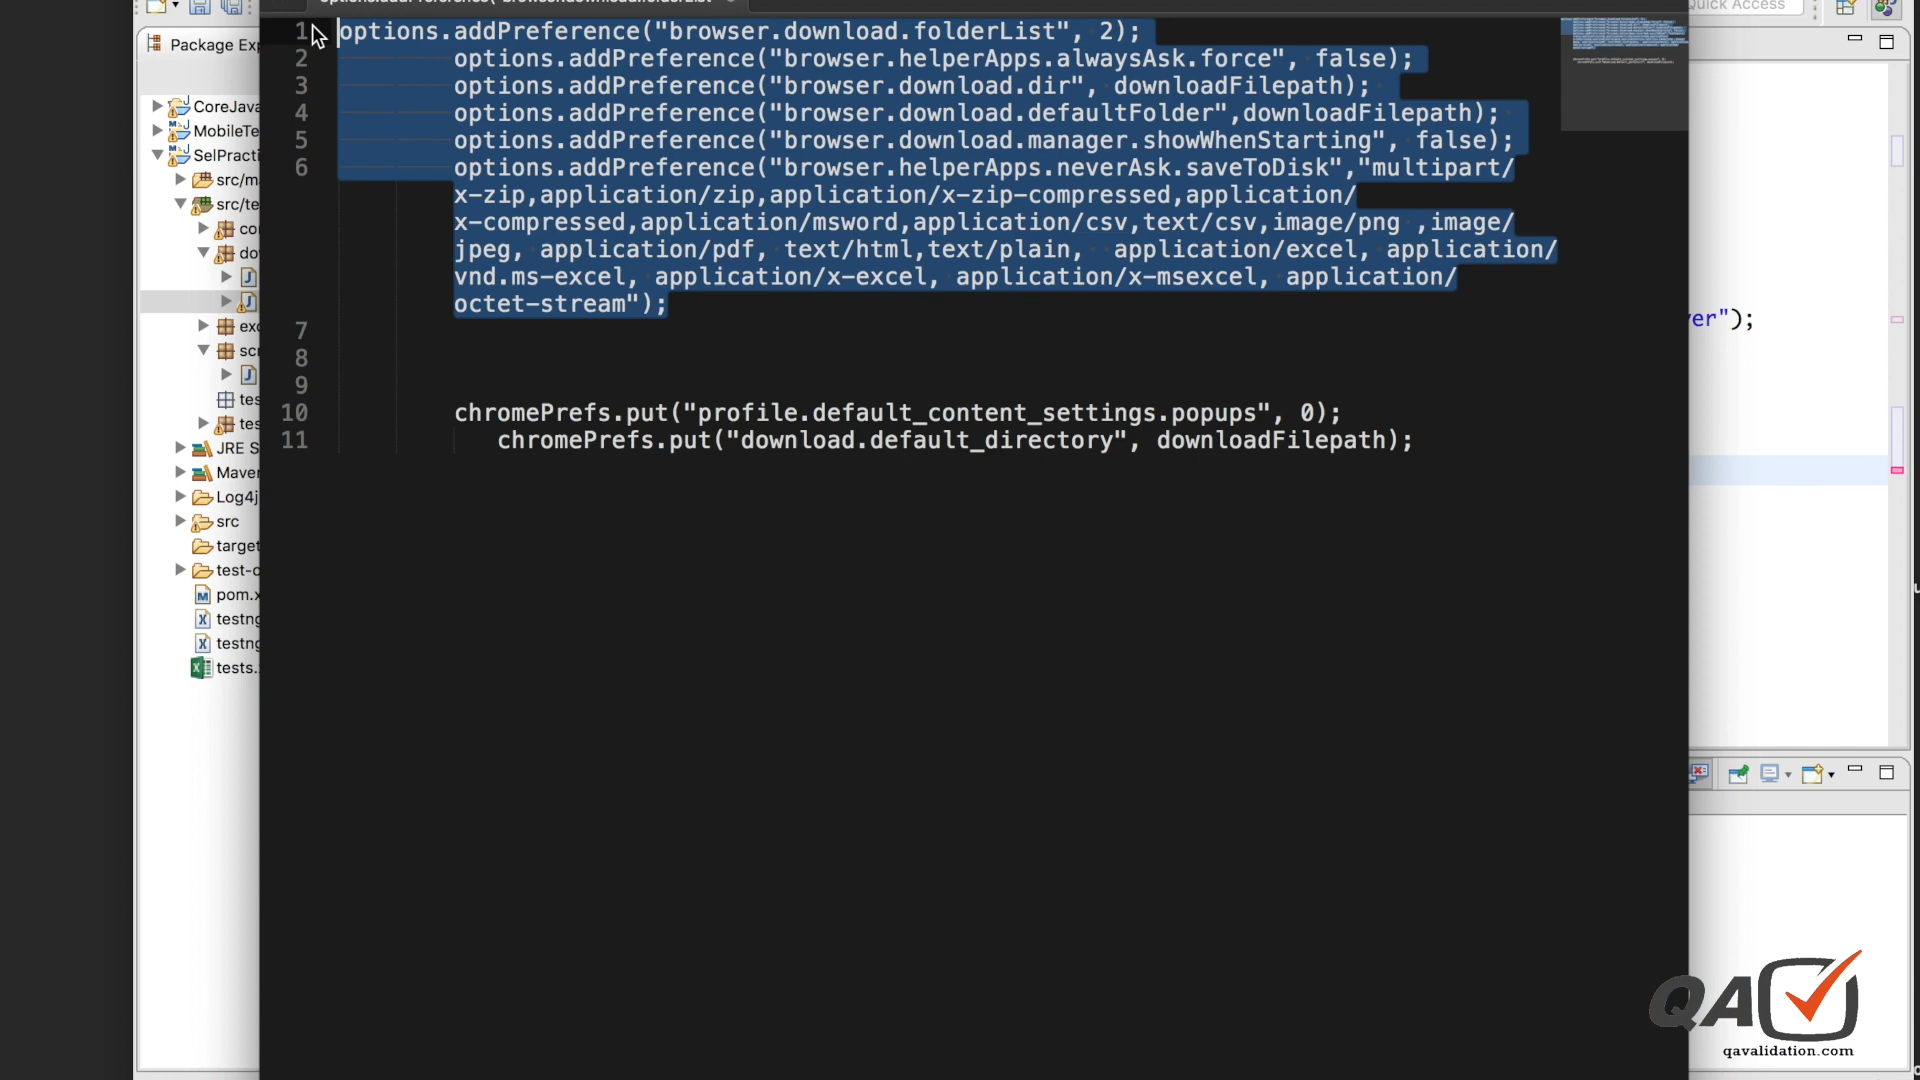 Quick Access
Package Exp
CoreJava
MobileTe
SelPracti
src/ma
src/te
co
do
exc
scr
tes
tes
JRE S
Maver
Log4j
src
target
test-o
pom.x
testng
testng
tests.
1 options.addPreference("browser.download.folderList", 2);
2 options.addPreference("browser.helperApps.alwaysAsk.force", false);
3 options.addPreference("browser.download.dir", downloadFilepath);
4 options.addPreference("browser.download.defaultFolder",downloadFilepath);
5 options.addPreference("browser.download.manager.showWhenStarting", false);
6 options.addPreference("browser.helperApps.neverAsk.saveToDisk","multipart/
x-zip,application/zip,application/x-zip-compressed,application/
x-compressed,application/msword,application/csv,text/csv,image/png ,image/
jpeg, application/pdf, text/html,text/plain,  application/excel, application/
vnd.ms-excel, application/x-excel, application/x-msexcel, application/
octet-stream");
7
8
9
10 chromePrefs.put("profile.default_content_settings.popups", 0);
11 chromePrefs.put("download.default_directory", downloadFilepath);
ver");
QA
qavalidation.com